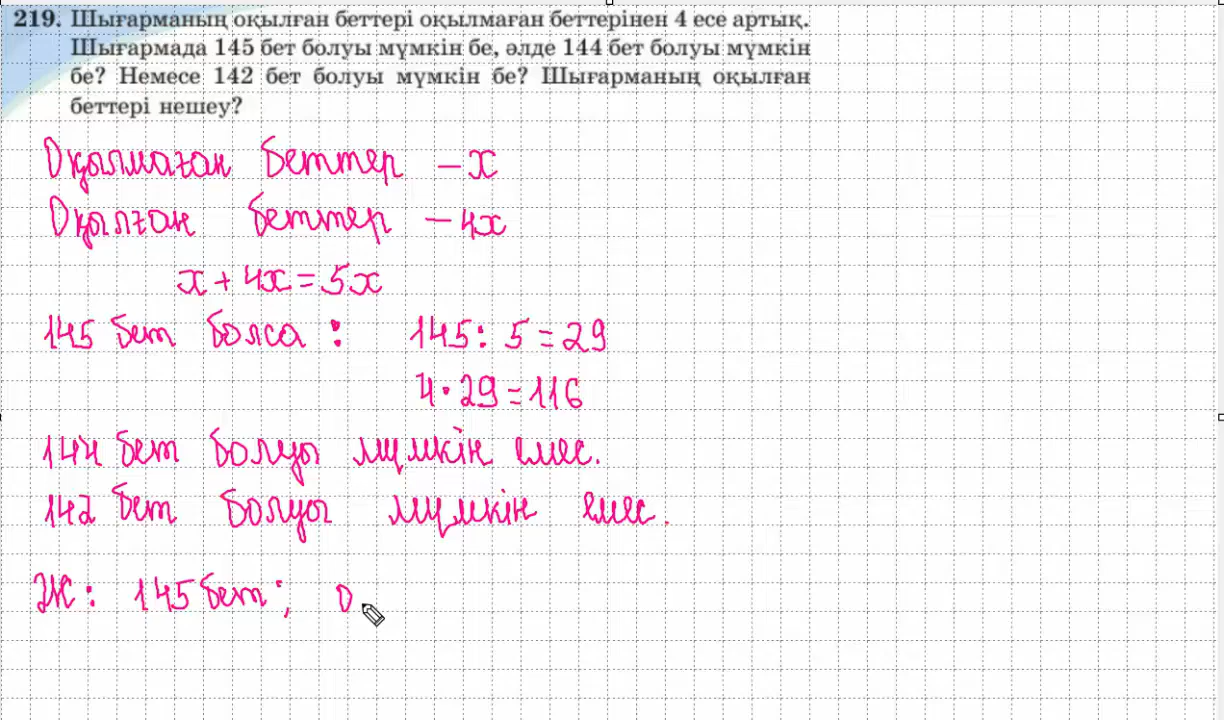 219. Шығарманың оқылған беттері оқылмаған беттерінен 4 есе артық.
Шығармада 145 бет болуы мүмкін бе, әлде 144 бет болуы мүмкін
бе? Немесе 142 бет болуы мүмкін бе? Шығарманың оқылған
беттері нешеу?
Оқылмаған беттер – x
Оқылған беттер – 4x
x + 4x = 5x
145 бет болса : 145 : 5 = 29
4 · 29 = 116
144 бет болуы мүмкін емес.
142 бет болуы мүмкін емес.
Ж: 145 бет ; О